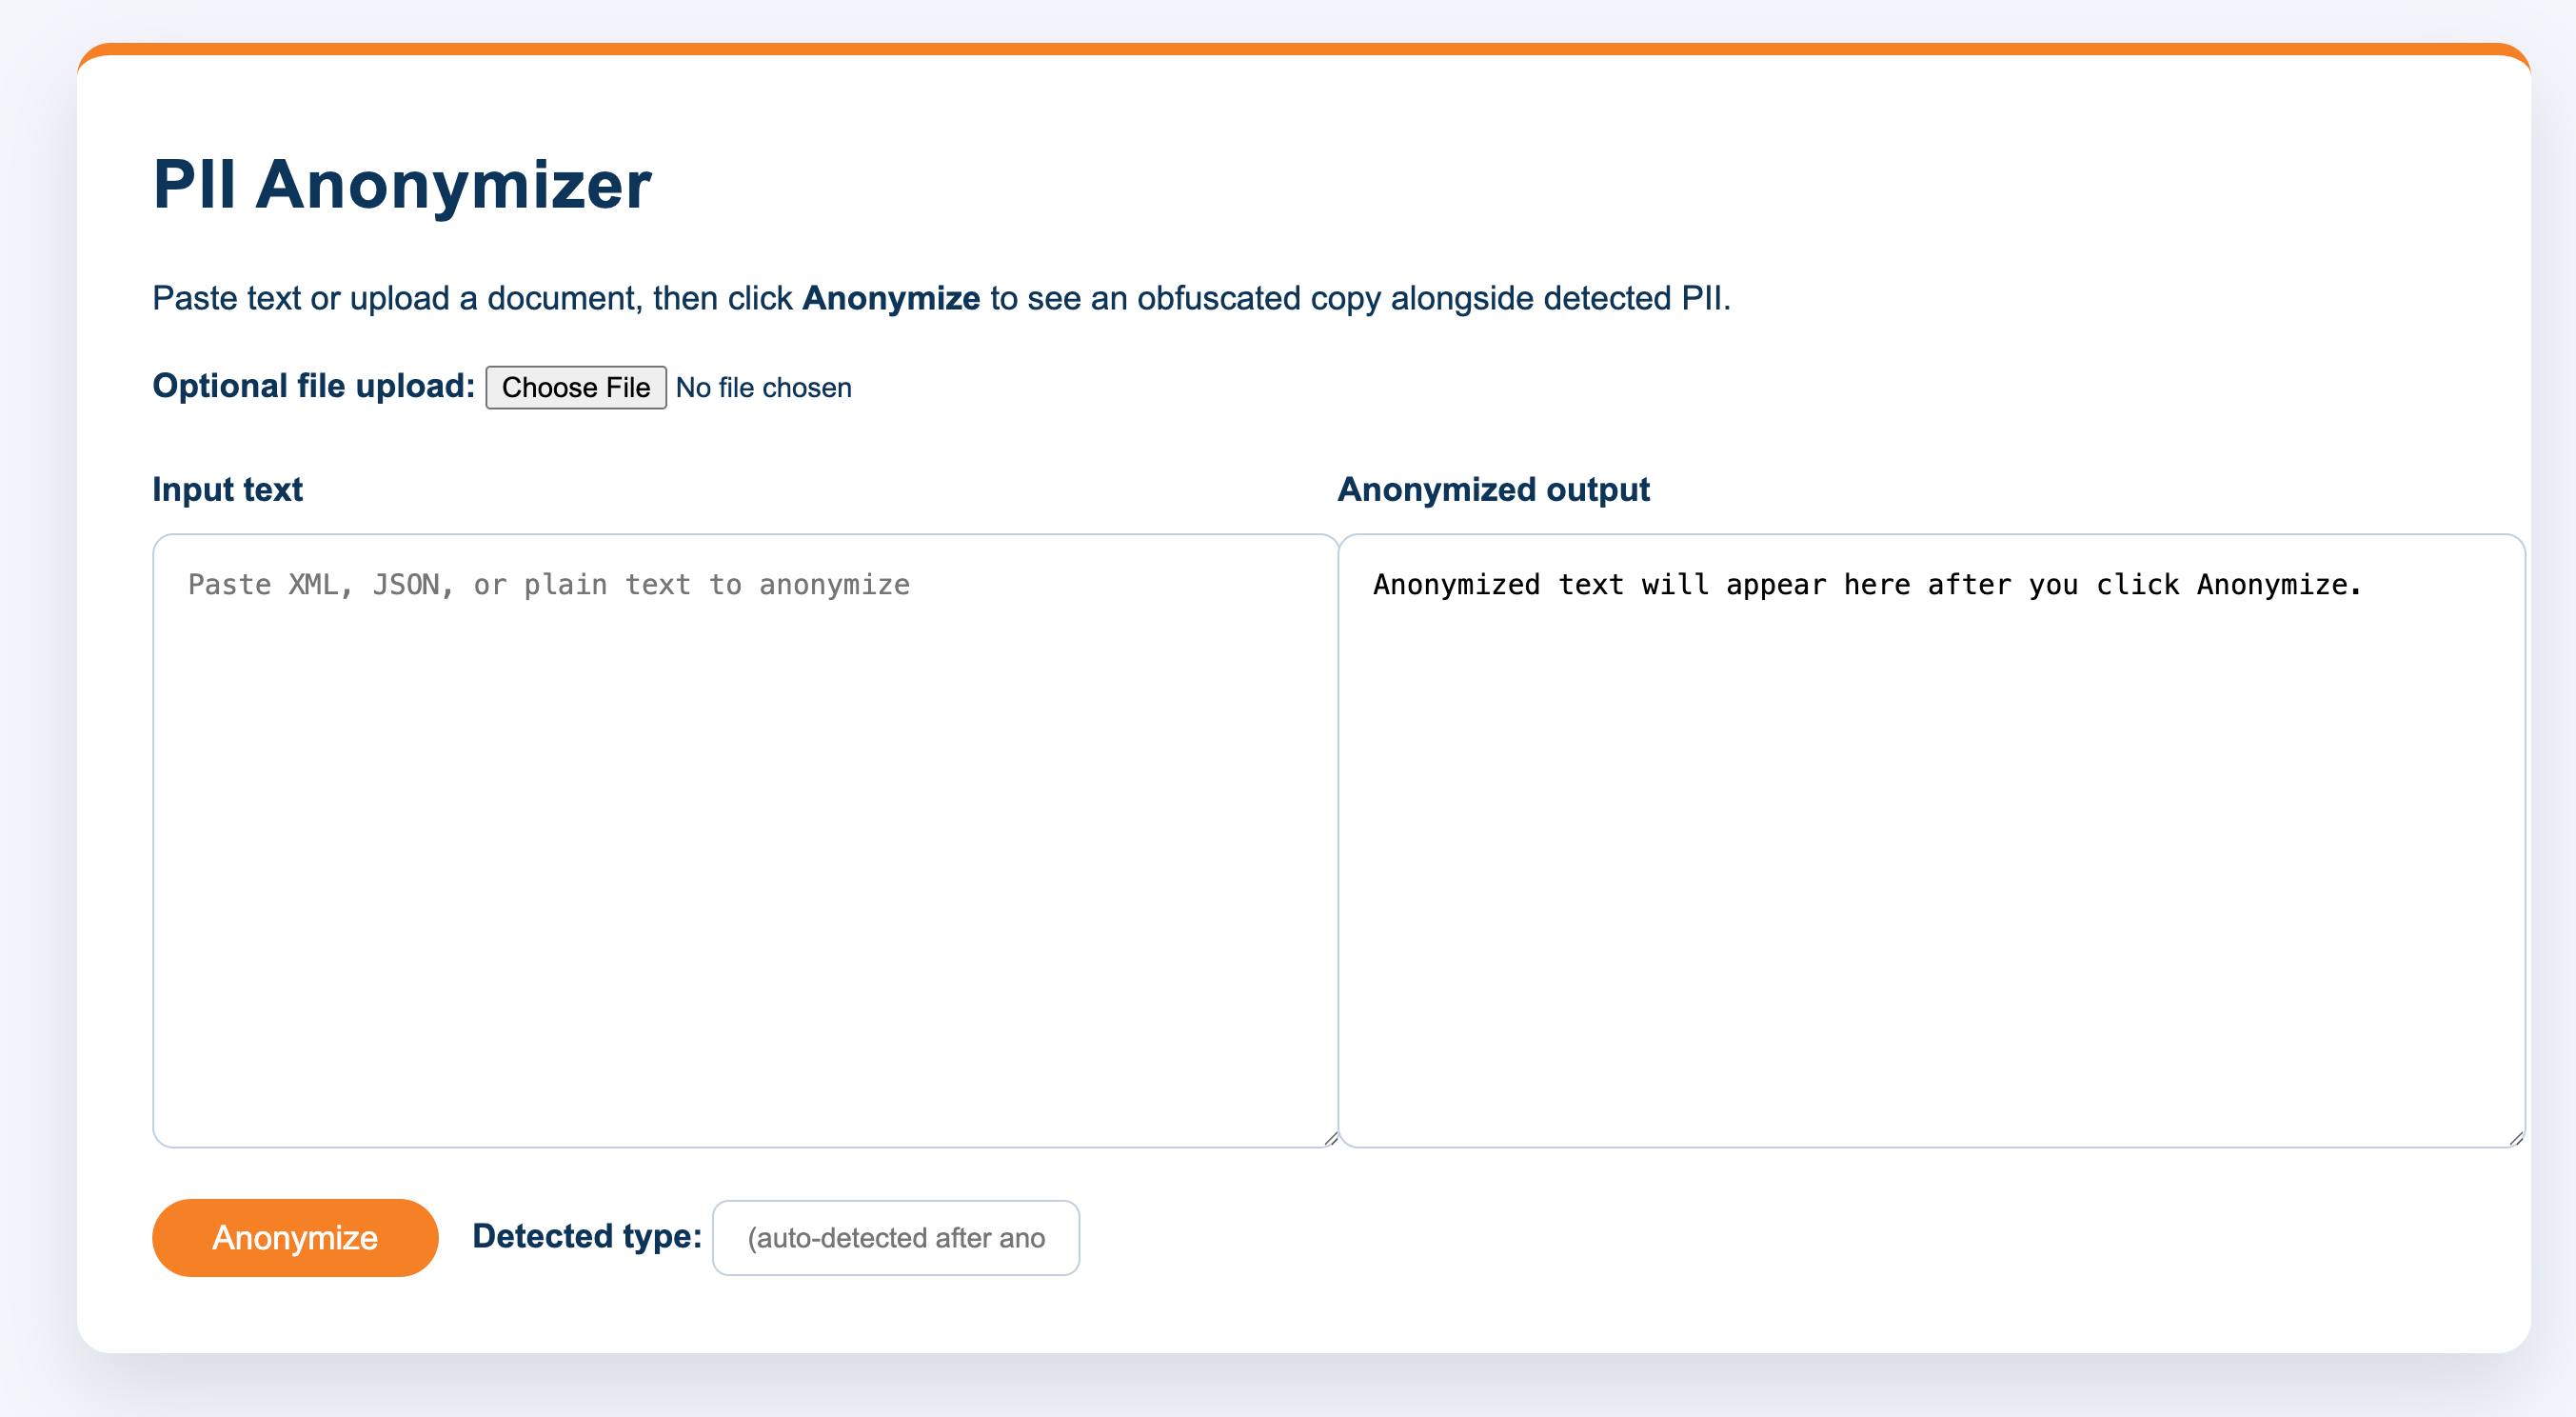 PII Anonymizer
Paste text or upload a document, then click Anonymize to see an obfuscated copy alongside detected PII.
Optional file upload: Choose File No file chosen
Input text
Paste XML, JSON, or plain text to anonymize
Anonymized output
Anonymized text will appear here after you click Anonymize.
Anonymize
Detected type: (auto-detected after ano